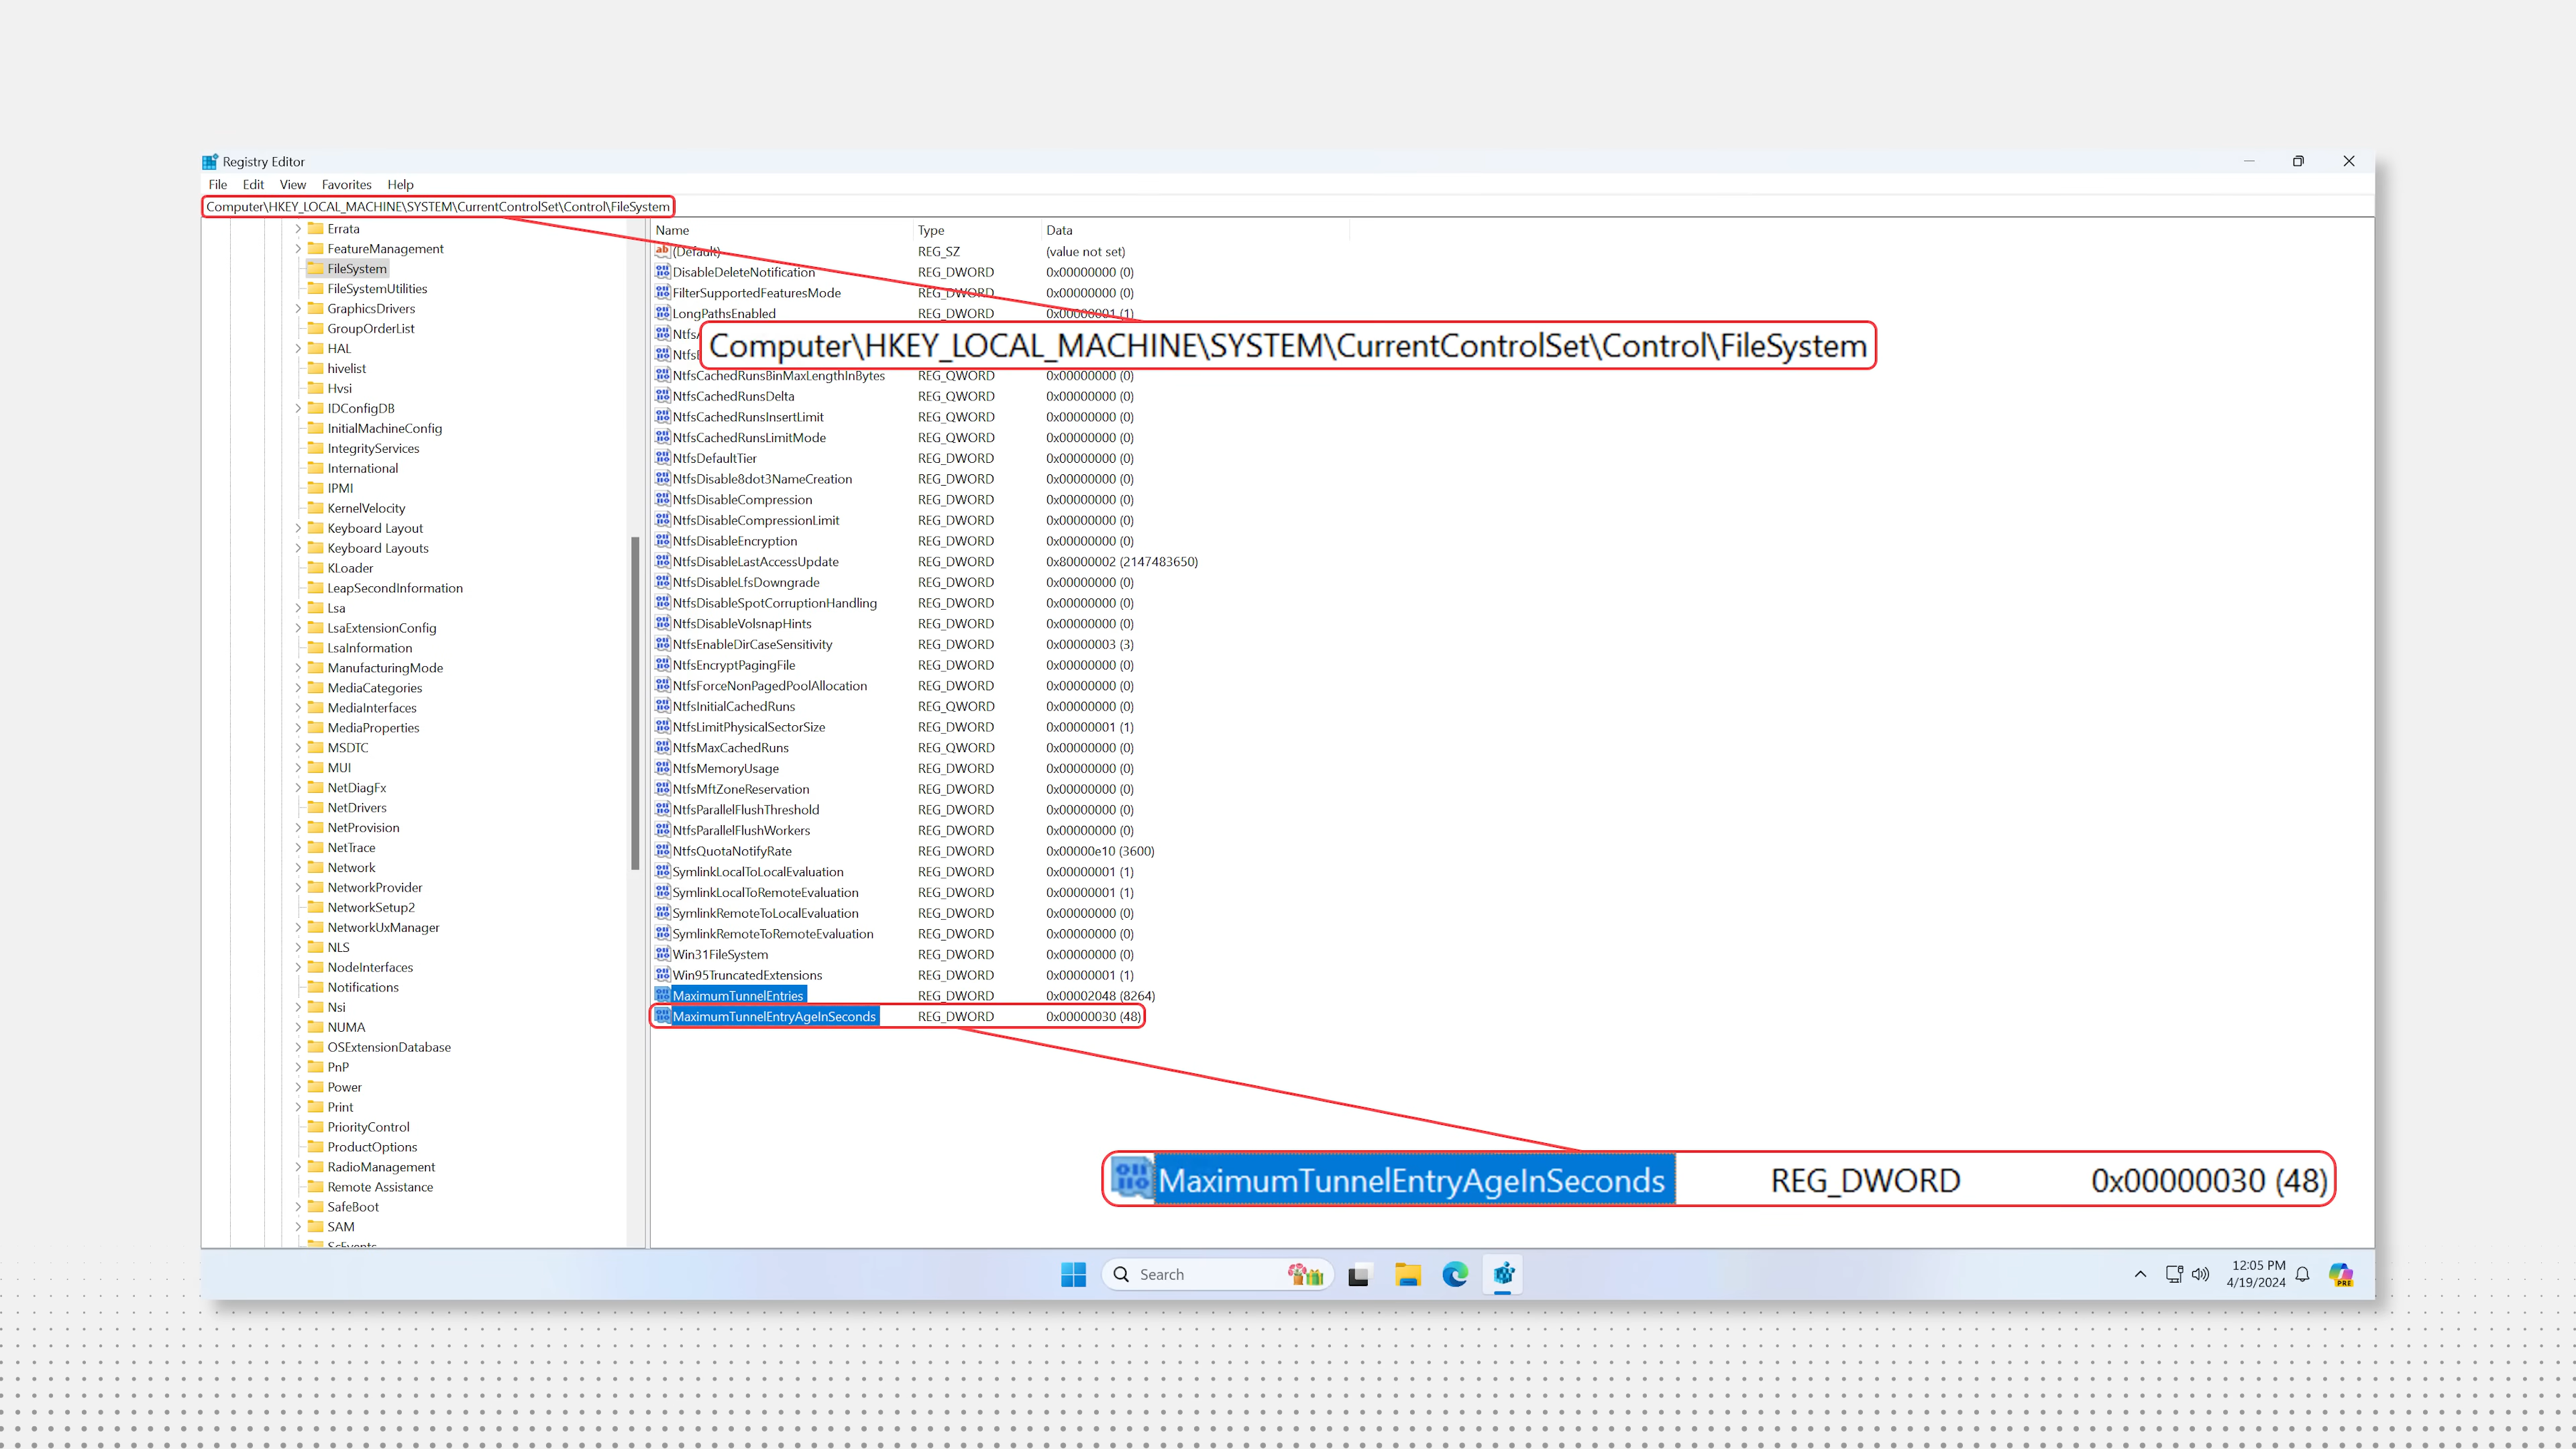 Registry Editor
File Edit View Favorites Help
Computer\HKEY_LOCAL_MACHINE\SYSTEM\CurrentControlSet\Control\FileSystem
Errata
FeatureManagement
FileSystem
FileSystemUtilities
GraphicsDrivers
GroupOrderList
HAL
hivelist
Hvsi
IDConfigDB
InitialMachineConfig
IntegrityServices
International
IPMI
KernelVelocity
Keyboard Layout
Keyboard Layouts
KLoader
LeapSecondInformation
Lsa
LsaExtensionConfig
LsaInformation
ManufacturingMode
MediaCategories
MediaInterfaces
MediaProperties
MSDTC
MUI
NetDiagFx
NetDrivers
NetProvision
NetTrace
Network
NetworkProvider
NetworkSetup2
NetworkUxManager
NLS
NodeInterfaces
Notifications
Nsi
NUMA
OSExtensionDatabase
PnP
Power
Print
PriorityControl
ProductOptions
RadioManagement
Remote Assistance
SafeBoot
SAM
ScEvents
Name Type Data
(Default) REG_SZ (value not set)
DisableDeleteNotification REG_DWORD 0x00000000 (0)
FilterSupportedFeaturesMode REG_DWORD 0x00000000 (0)
LongPathsEnabled REG_DWORD 0x00000001 (1)
Computer\HKEY_LOCAL_MACHINE\SYSTEM\CurrentControlSet\Control\FileSystem
NtfsCachedRunsBinMaxLengthInBytes REG_QWORD 0x00000000 (0)
NtfsCachedRunsDelta REG_QWORD 0x00000000 (0)
NtfsCachedRunsInsertLimit REG_QWORD 0x00000000 (0)
NtfsCachedRunsLimitMode REG_QWORD 0x00000000 (0)
NtfsDefaultTier REG_DWORD 0x00000000 (0)
NtfsDisable8dot3NameCreation REG_DWORD 0x00000000 (0)
NtfsDisableCompression REG_DWORD 0x00000000 (0)
NtfsDisableCompressionLimit REG_DWORD 0x00000000 (0)
NtfsDisableEncryption REG_DWORD 0x00000000 (0)
NtfsDisableLastAccessUpdate REG_DWORD 0x80000002 (2147483650)
NtfsDisableLfsDowngrade REG_DWORD 0x00000000 (0)
NtfsDisableSpotCorruptionHandling REG_DWORD 0x00000000 (0)
NtfsDisableVolsnapHints REG_DWORD 0x00000000 (0)
NtfsEnableDirCaseSensitivity REG_DWORD 0x00000003 (3)
NtfsEncryptPagingFile REG_DWORD 0x00000000 (0)
NtfsForceNonPagedPoolAllocation REG_DWORD 0x00000000 (0)
NtfsInitialCachedRuns REG_QWORD 0x00000000 (0)
NtfsLimitPhysicalSectorSize REG_DWORD 0x00000001 (1)
NtfsMaxCachedRuns REG_QWORD 0x00000000 (0)
NtfsMemoryUsage REG_DWORD 0x00000000 (0)
NtfsMftZoneReservation REG_DWORD 0x00000000 (0)
NtfsParallelFlushThreshold REG_DWORD 0x00000000 (0)
NtfsParallelFlushWorkers REG_DWORD 0x00000000 (0)
NtfsQuotaNotifyRate REG_DWORD 0x00000e10 (3600)
SymlinkLocalToLocalEvaluation REG_DWORD 0x00000001 (1)
SymlinkLocalToRemoteEvaluation REG_DWORD 0x00000001 (1)
SymlinkRemoteToLocalEvaluation REG_DWORD 0x00000000 (0)
SymlinkRemoteToRemoteEvaluation REG_DWORD 0x00000000 (0)
Win31FileSystem REG_DWORD 0x00000000 (0)
Win95TruncatedExtensions REG_DWORD 0x00000001 (1)
MaximumTunnelEntries REG_DWORD 0x00002048 (8264)
MaximumTunnelEntryAgeInSeconds REG_DWORD 0x00000030 (48)
MaximumTunnelEntryAgeInSeconds REG_DWORD 0x00000030 (48)
Search
12:05 PM
4/19/2024
PRE